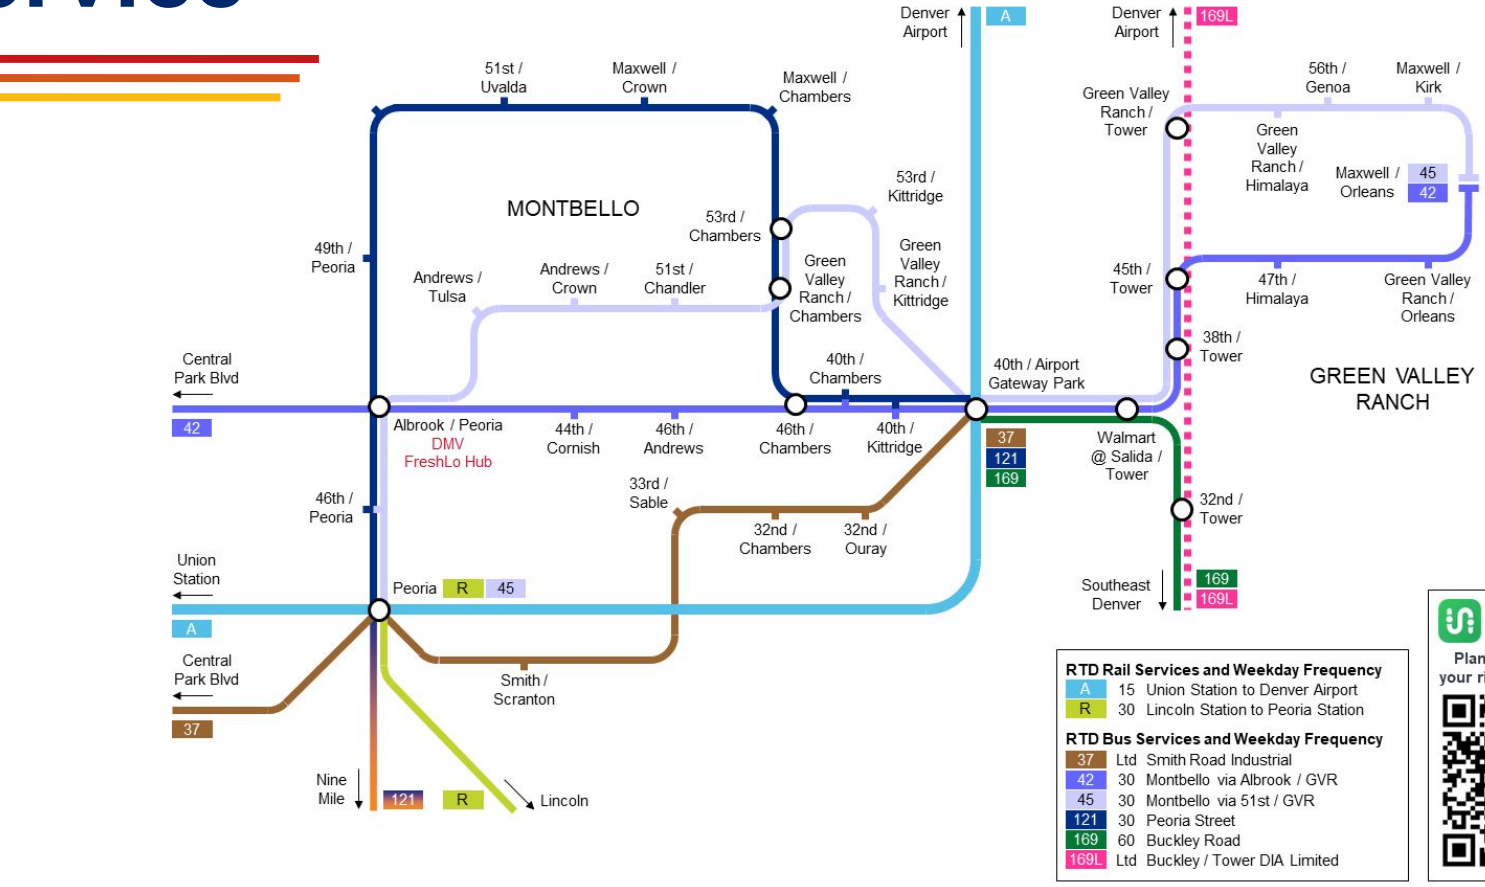 Denver
Airport
A
Denver
Airport
169L
51st /
Uvalda
Maxwell /
Crown
Maxwell /
Chambers
Green Valley
Ranch /
Tower
56th /
Genoa
Maxwell /
Kirk
Green
Valley
Ranch /
Himalaya
Maxwell /
Orleans
45
42
53rd /
Kittridge
MONTBELLO
53rd /
Chambers
49th /
Peoria
Andrews /
Tulsa
Andrews /
Crown
51st /
Chandler
Green
Valley
Ranch /
Chambers
Green
Valley
Ranch /
Kittridge
45th /
Tower
47th /
Himalaya
Green Valley
Ranch /
Orleans
38th /
Tower
GREEN VALLEY
RANCH
Central
Park Blvd
42
40th /
Chambers
40th / Airport
Gateway Park
Albrook / Peoria
DMV
FreshLo Hub
44th /
Cornish
46th /
Andrews
46th /
Chambers
40th /
Kittridge
37
121
169
Walmart
@ Salida /
Tower
46th /
Peoria
33rd /
Sable
32nd /
Chambers
32nd /
Ouray
32nd /
Tower
Union
Station
A
Peoria R 45
Southeast
Denver
169
169L
Central
Park Blvd
37
Smith /
Scranton
Nine
Mile
121
R
Lincoln
RTD Rail Services and Weekday Frequency
A 15 Union Station to Denver Airport
R 30 Lincoln Station to Peoria Station
RTD Bus Services and Weekday Frequency
37 Ltd Smith Road Industrial
42 30 Montbello via Albrook / GVR
45 30 Montbello via 51st / GVR
121 30 Peoria Street
169 60 Buckley Road
169L Ltd Buckley / Tower DIA Limited
Plan
your